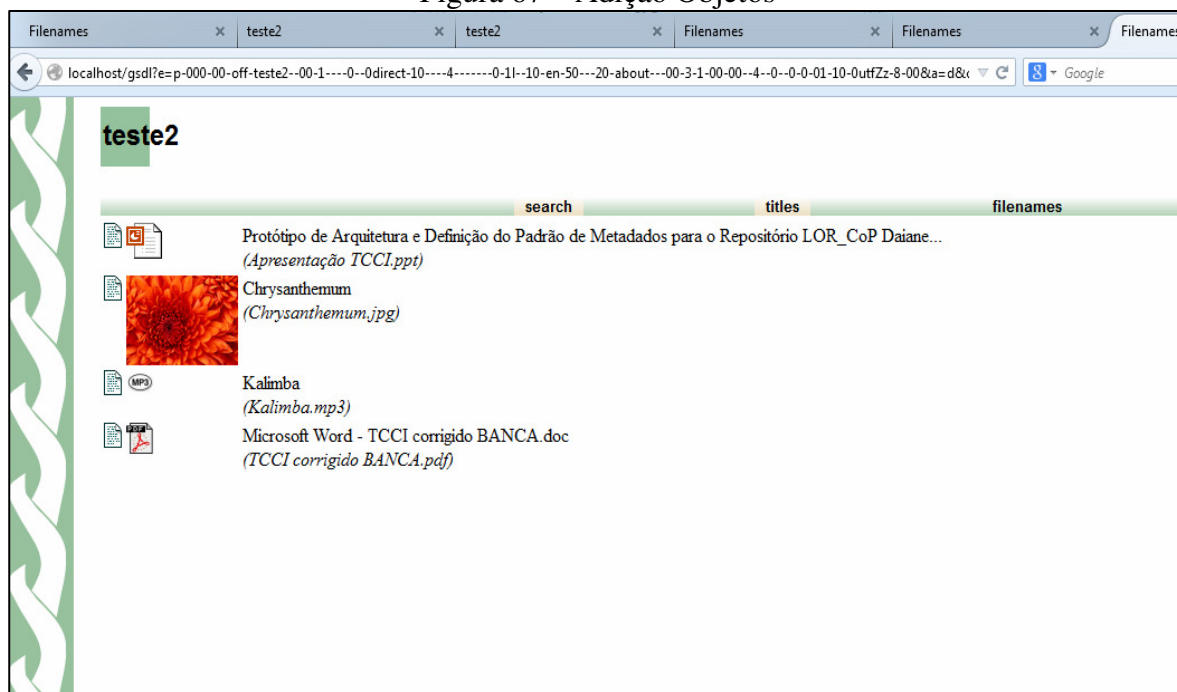 Filenames teste2 teste2 Filenames Filenames Filenames
localhost/gsdl?e=p-000-00-off-teste2--00-1----0--0direct-10----4-------0-1l--10-en-50---20-about---00-3-1-00-00--4--0--0-0-01-10-0utfZz-8-00&a=d& Google
teste2
search titles filenames
Protótipo de Arquitetura e Definição do Padrão de Metadados para o Repositório LOR_CoP Daiane...
(Apresentação TCCI.ppt)
Chrysanthemum
(Chrysanthemum.jpg)
MP3 Kalimba
(Kalimba.mp3)
PDF Microsoft Word - TCCI corrigido BANCA.doc
(TCCI corrigido BANCA.pdf)